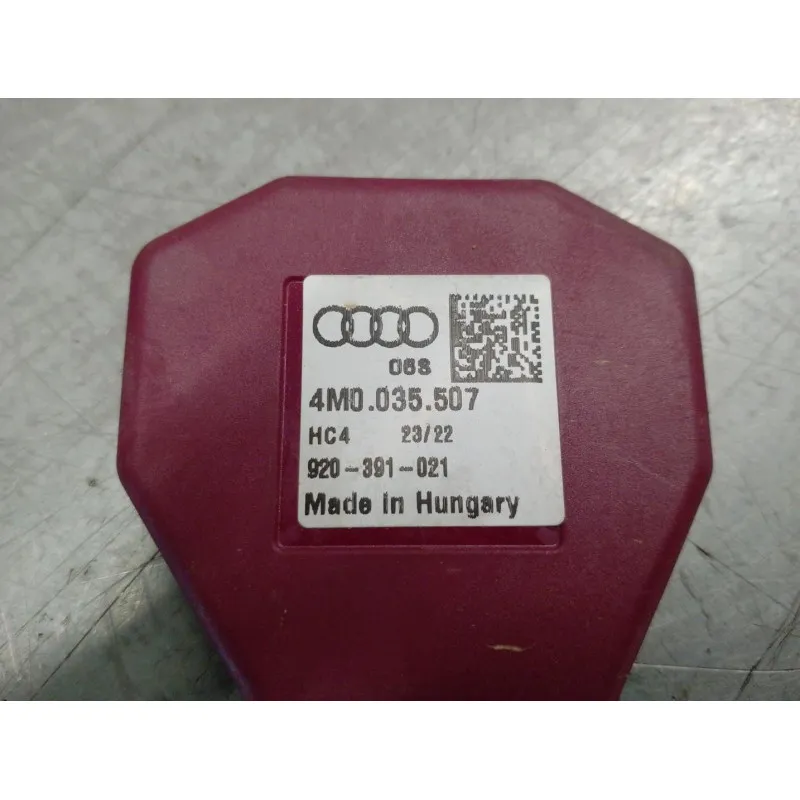 06S
4M0.035.507
HC4 23/22
920-391-021
Made in Hungary